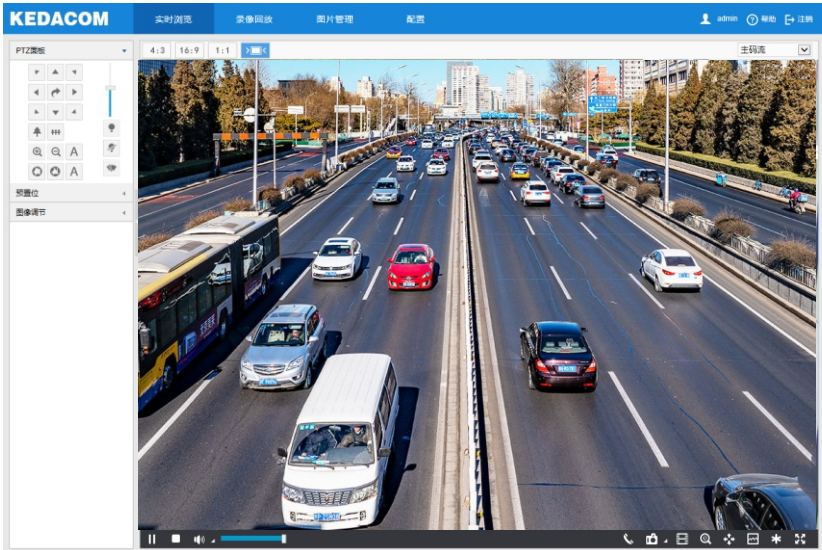 KEDACOM
实时浏览 录像回放 图片管理 配置
admin 帮助 注销
PTZ面板
4:3 16:9 1:1
主码流
A
A
预置位
图像调节